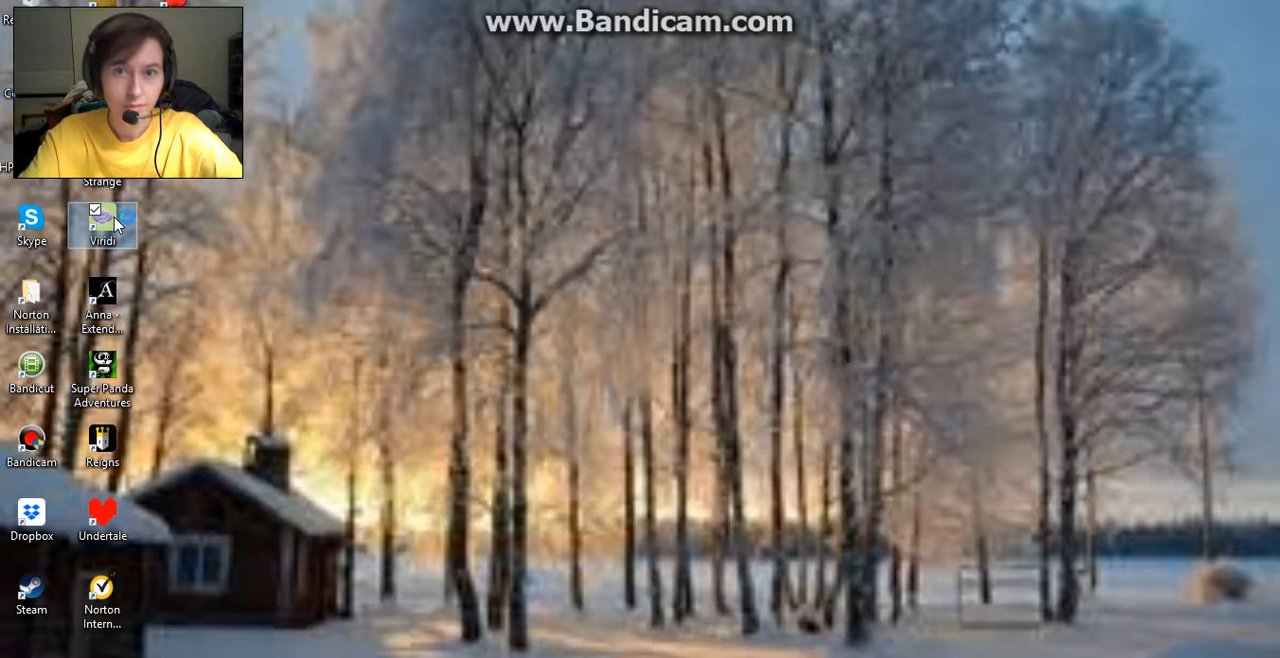 www.Bandicam.com
Strange
Skype
Viridi
Norton
Installati...
Anna -
Extend...
Bandicut
Super Panda
Adventures
Bandicam
Reigns
Dropbox
Undertale
Steam
Norton
Intern...